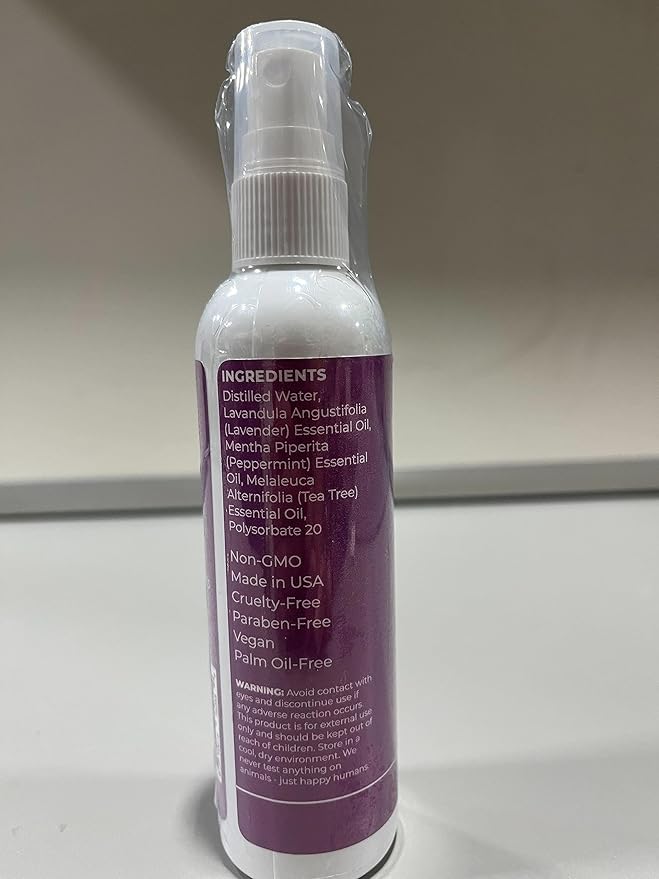 INGREDIENTS
Distilled Water,
Lavandula Angustifolia
(Lavender) Essential Oil,
Mentha Piperita
(Peppermint) Essential
Oil, Melaleuca
Alternifolia (Tea Tree)
Essential Oil,
Polysorbate 20
Non-GMO
Made in USA
Cruelty-Free
Paraben-Free
Vegan
Palm Oil-Free
WARNING: Avoid contact with
eyes and discontinue use if
any adverse reaction occurs.
This product is for external use
only and should be kept out of
reach of children. Store in a
cool, dry environment. We
never test anything on
animals - just happy humans.